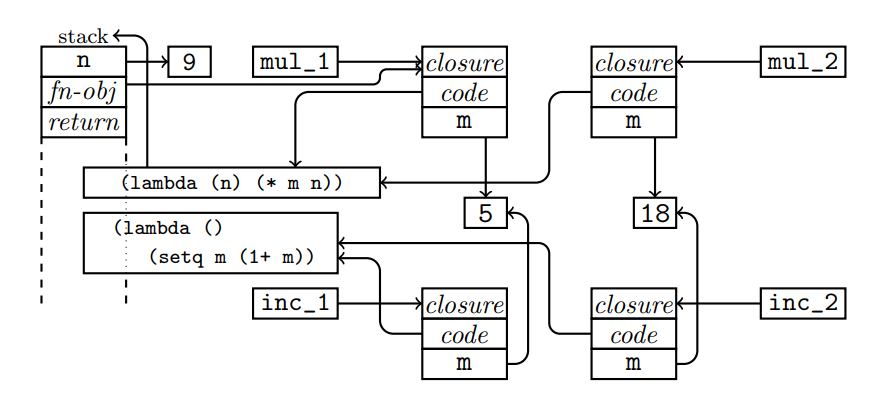 stack
n
9
mul_1
closure
closure
mul_2
fn-obj
code
code
return
m
m
(lambda (n) (* m n))
5
18
(lambda ()
(setq m (1+ m))
inc_1
closure
closure
inc_2
code
code
m
m